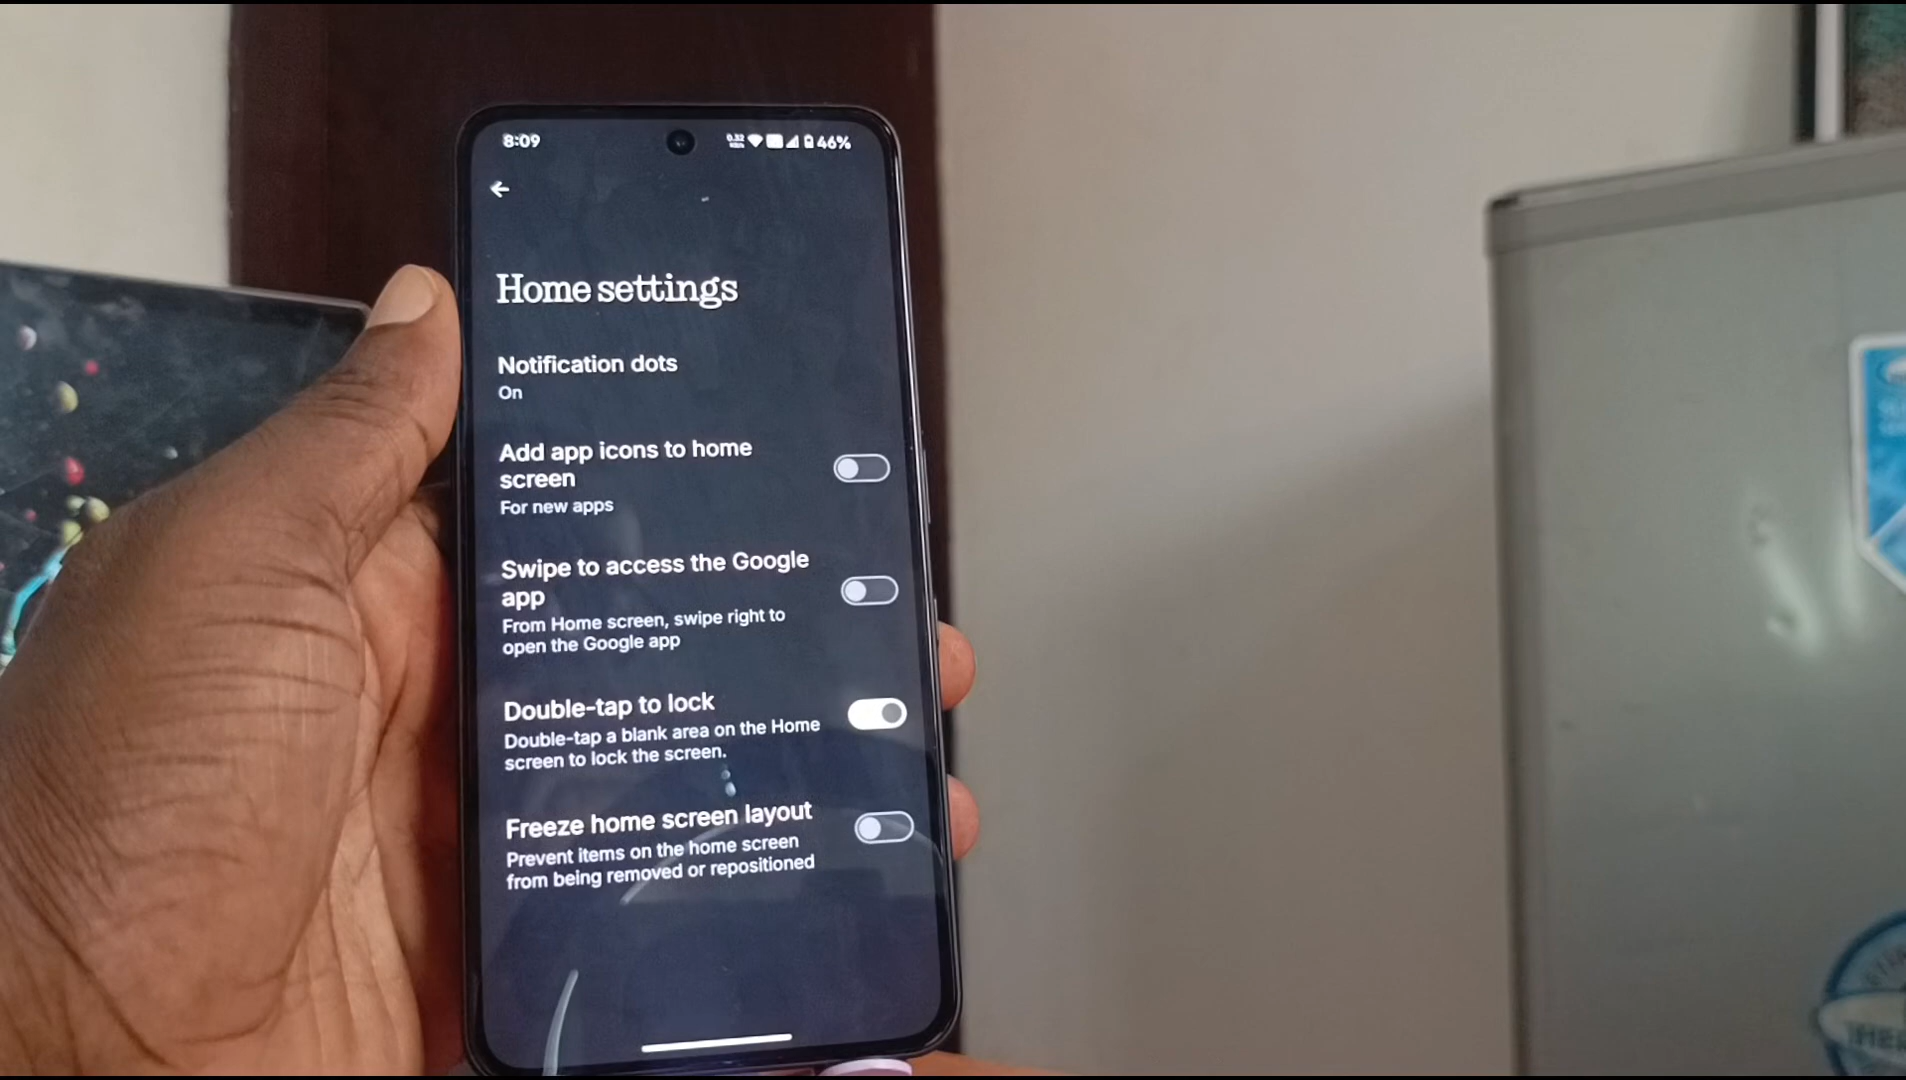 8:09
0.32
46%
Home settings
Notification dots
On
Add app icons to home
screen
For new apps
Swipe to access the Google
app
From Home screen, swipe right to
open the Google app
Double-tap to lock
Double-tap a blank area on the Home
screen to lock the screen.
Freeze home screen layout
Prevent items on the home screen
from being removed or repositioned